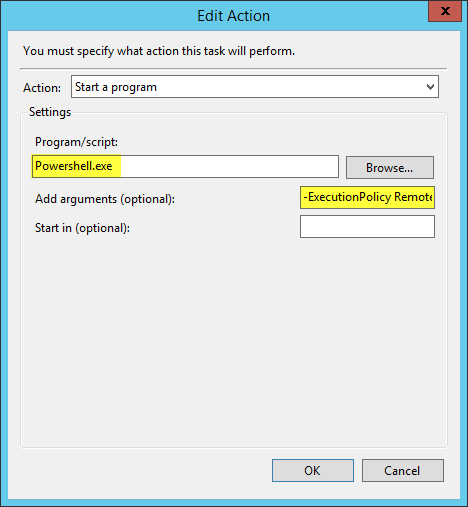 Edit Action
x
You must specify what action this task will perform.
Action: Start a program
Settings
Program/script:
Powershell.exe Browse...
Add arguments (optional): -ExecutionPolicy Remote
Start in (optional):
OK Cancel